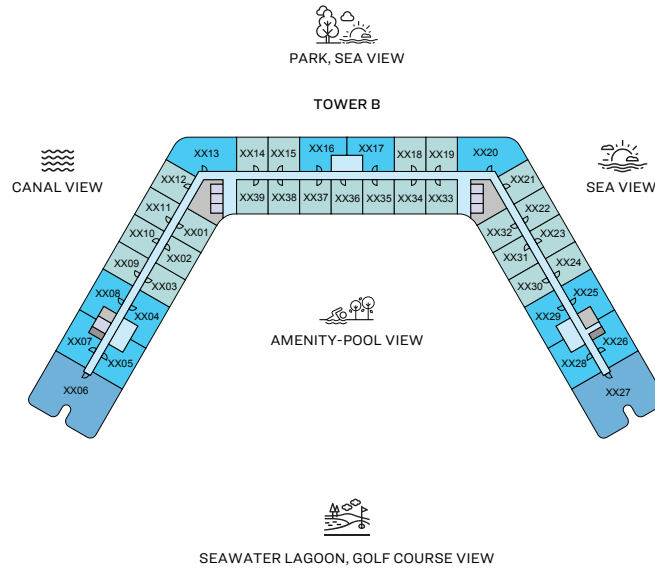 PARK, SEA VIEW
TOWER B
CANAL VIEW
SEA VIEW
XX13
XX14
XX15
XX16
XX17
XX18
XX19
XX20
XX12
XX11
XX10
XX09
XX08
XX07
XX06
XX01
XX02
XX03
XX04
XX05
XX39
XX38
XX37
XX36
XX35
XX34
XX33
XX21
XX22
XX23
XX24
XX25
XX26
XX27
XX32
XX31
XX30
XX29
XX28
AMENITY-POOL VIEW
SEAWATER LAGOON, GOLF COURSE VIEW